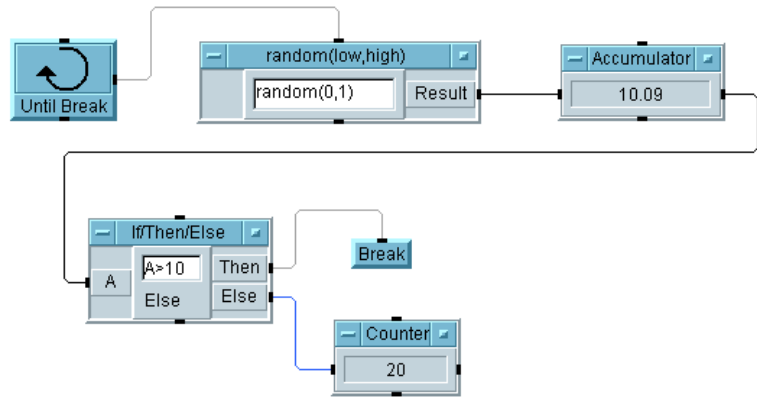 Until Break
random(low,high)
random(0,1)
Result
Accumulator
10.09
If/Then/Else
A
A>10
Then
Else
Else
Break
Counter
20